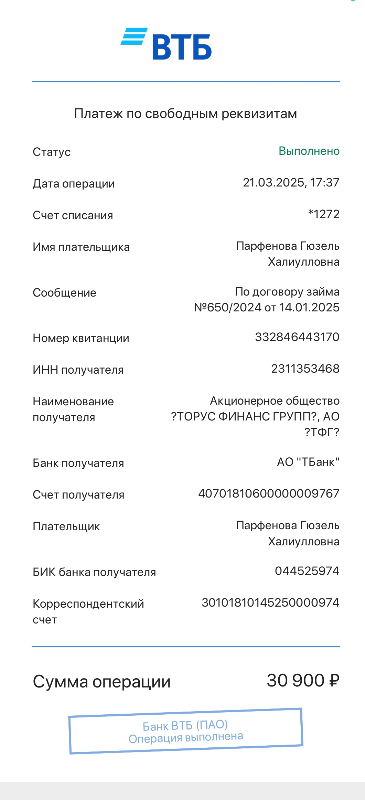 ВТБ
Платеж по свободным реквизитам
Статус Выполнено
Дата операции 21.03.2025, 17:37
Счет списания *1272
Имя плательщика Парфенова Гюзель
Халиулловна
Сообщение По договору займа
№650/2024 от 14.01.2025
Номер квитанции 332846443170
ИНН получателя 2311353468
Наименование Акционерное общество
получателя ?ТОРУС ФИНАНС ГРУПП?, АО
?ТФГ?
Банк получателя АО "ТБанк"
Счет получателя 40701810600000009767
Плательщик Парфенова Гюзель
Халиулловна
БИК банка получателя 044525974
Корреспондентский 30101810145250000974
счет
Сумма операции 30 900 ₽
Банк ВТБ (ПАО)
Операция выполнена